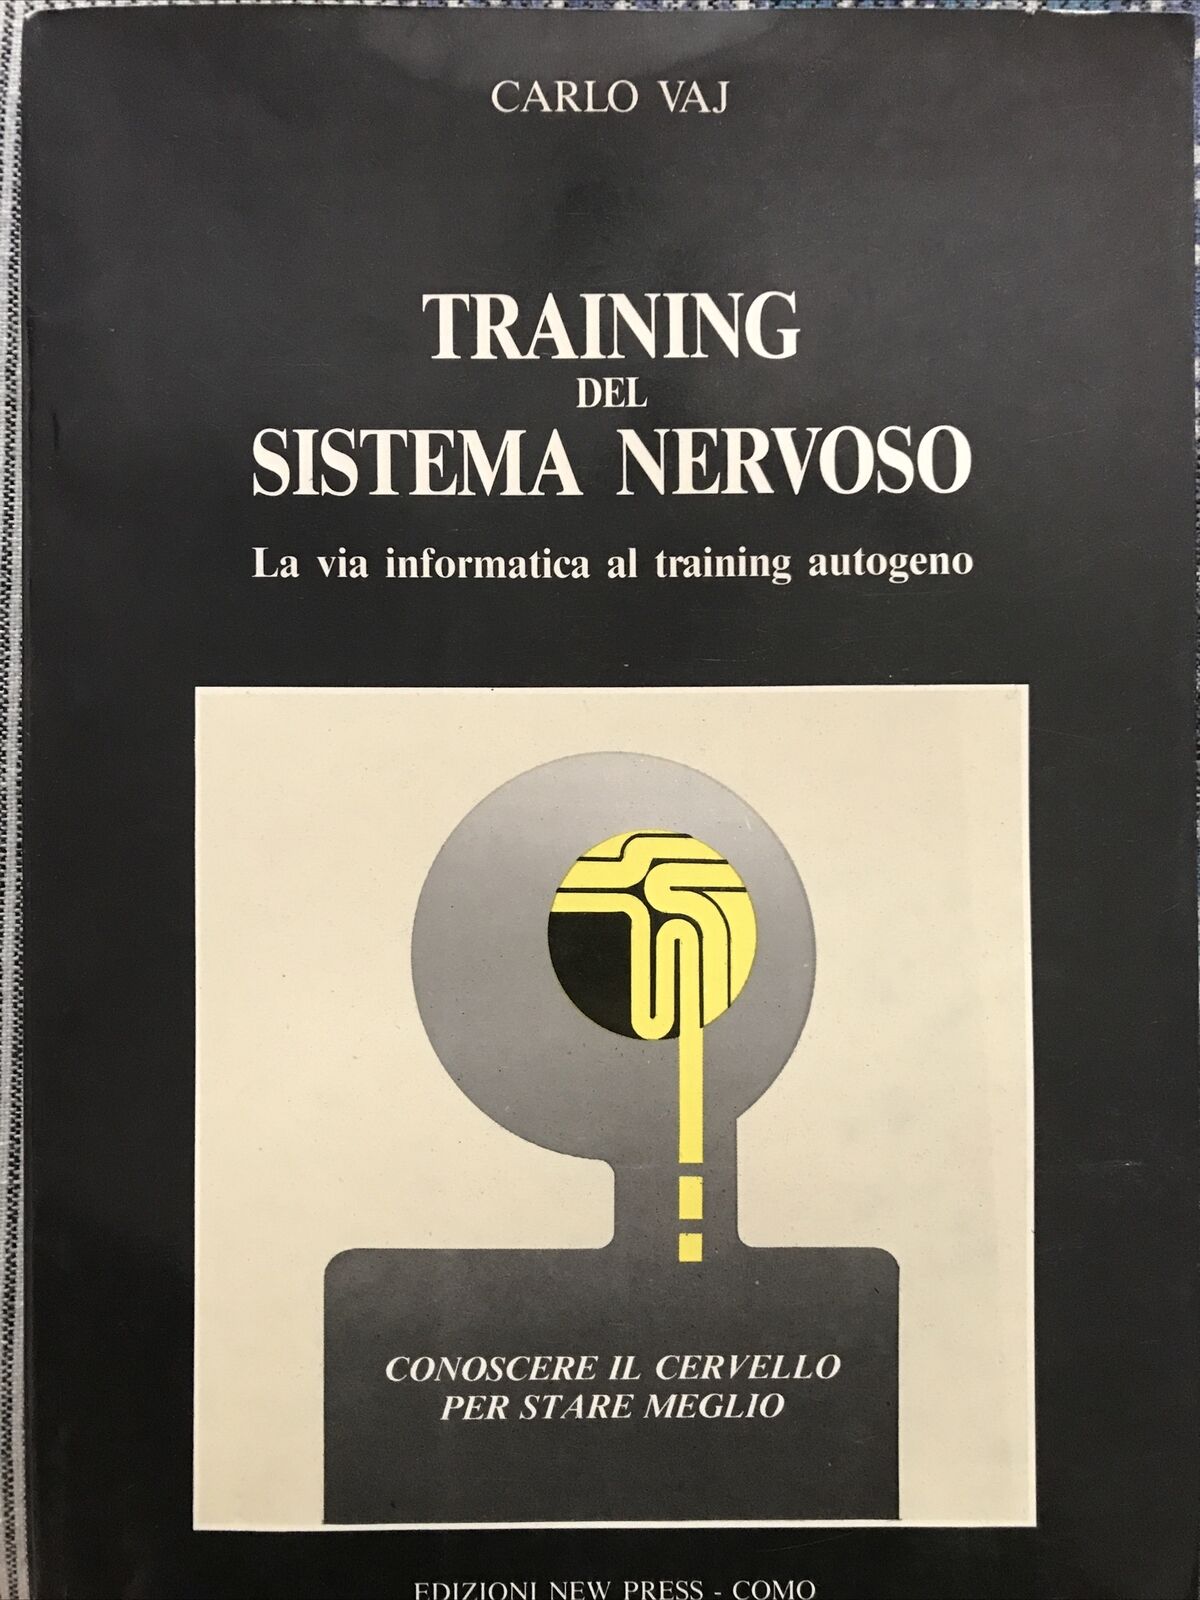 CARLO VAJ
TRAINING
DEL
SISTEMA NERVOSO
La via informatica al training autogeno
CONOSCERE IL CERVELLO
PER STARE MEGLIO
EDIZIONI NEW PRESS - COMO